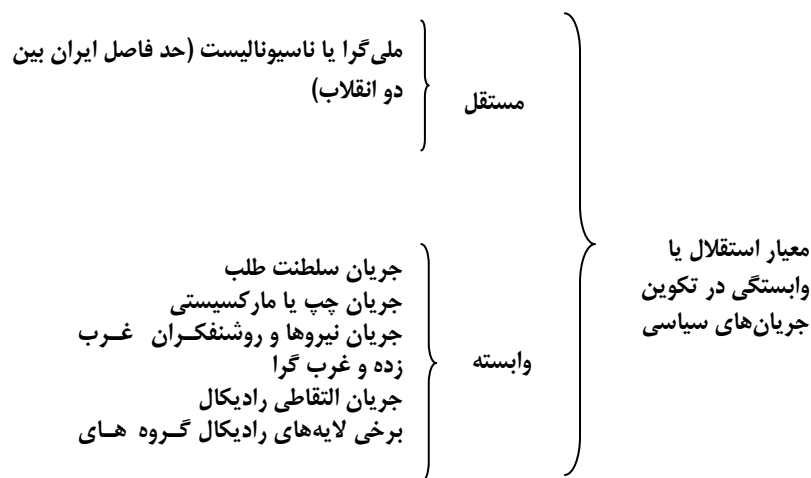 معیار استقلال یا
وابستگی در تکوین
جریان‌های سیاسی
مستقل
ملی‌گرا یا ناسیونالیست (حد فاصل ایران بین
دو انقلاب)
وابسته
جریان سلطنت طلب
جریان چپ یا مارکسیستی
جریان نیروها و روشنفکـران غـرب
زده و غرب گرا
جریان التقاطی رادیکال
برخی لایه‌های رادیکال گـروه هـای